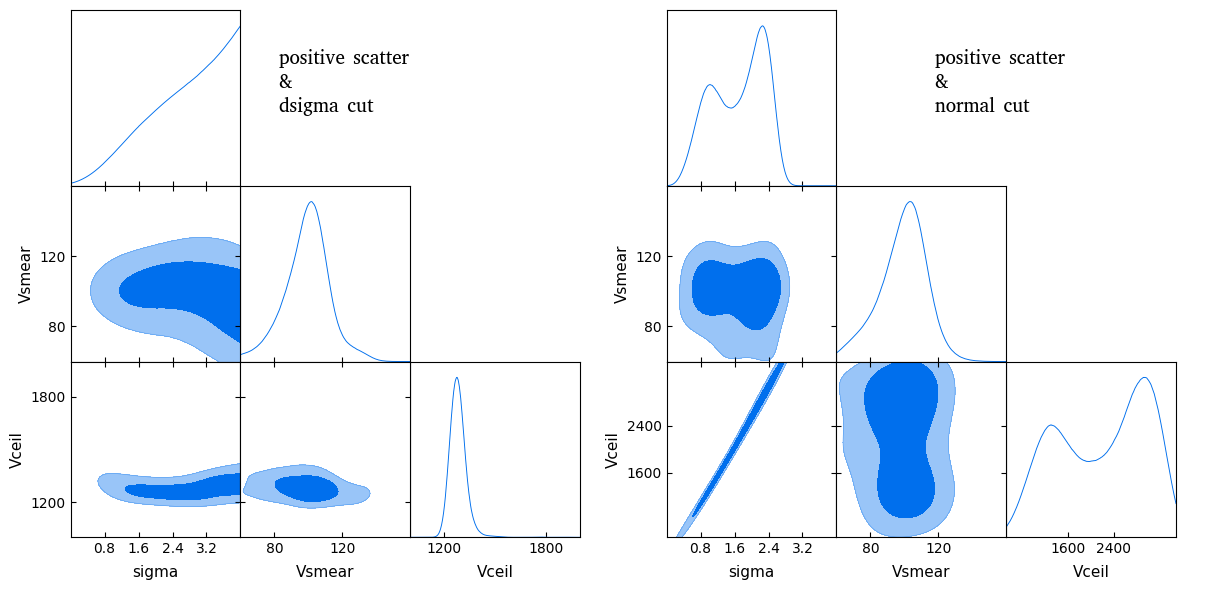 positive scatter
&
dsigma cut
Vsmear
120
80
Vceil
1800
1200
0.8 1.6 2.4 3.2
80 120
1200 1800
sigma
Vsmear
Vceil
positive scatter
&
normal cut
Vsmear
120
80
Vceil
2400
1600
0.8 1.6 2.4 3.2
80 120
1600 2400
sigma
Vsmear
Vceil